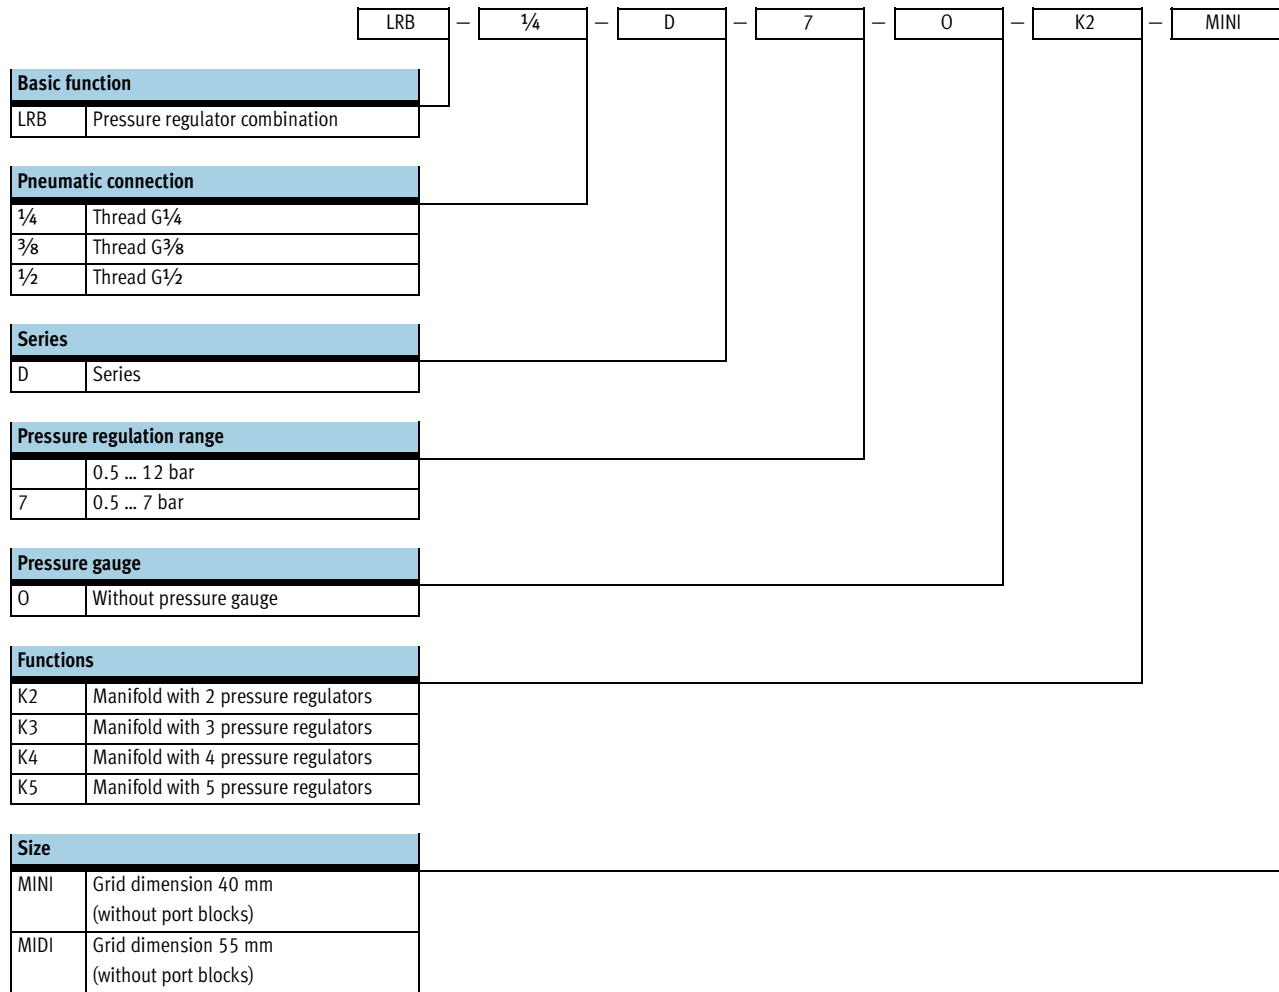 LRB – ¼ – D – 7 – O – K2 – MINI
Basic function
LRB Pressure regulator combination
Pneumatic connection
¼ Thread G¼
⅜ Thread G⅜
½ Thread G½
Series
D Series
Pressure regulation range
0.5 ... 12 bar
7 0.5 ... 7 bar
Pressure gauge
O Without pressure gauge
Functions
K2 Manifold with 2 pressure regulators
K3 Manifold with 3 pressure regulators
K4 Manifold with 4 pressure regulators
K5 Manifold with 5 pressure regulators
Size
MINI Grid dimension 40 mm
(without port blocks)
MIDI Grid dimension 55 mm
(without port blocks)